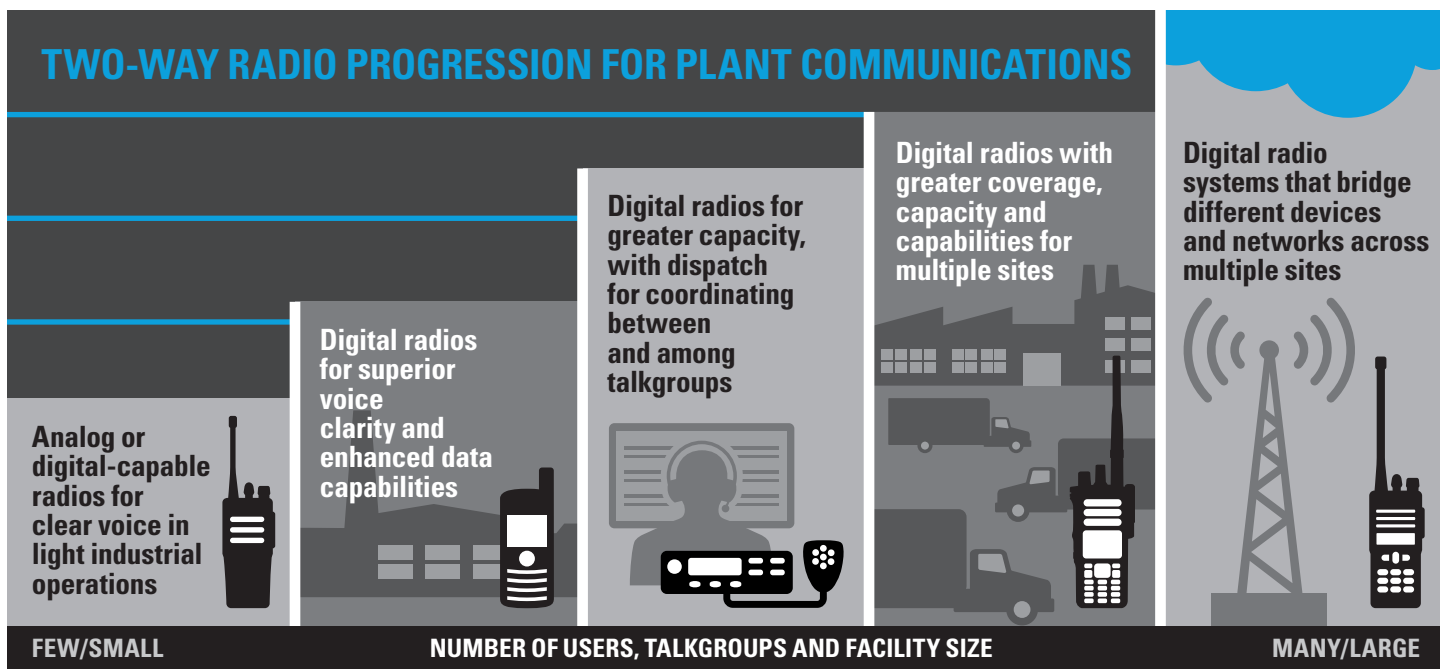 TWO-WAY RADIO PROGRESSION FOR PLANT COMMUNICATIONS
Analog or
digital-capable
radios for
clear voice in
light industrial
operations
Digital radios
for superior
voice
clarity and
enhanced data
capabilities
Digital radios for
greater capacity,
with dispatch
for coordinating
between
and among
talkgroups
Digital radios with
greater coverage,
capacity and
capabilities for
multiple sites
Digital radio
systems that bridge
different devices
and networks across
multiple sites
FEW/SMALL
NUMBER OF USERS, TALKGROUPS AND FACILITY SIZE
MANY/LARGE